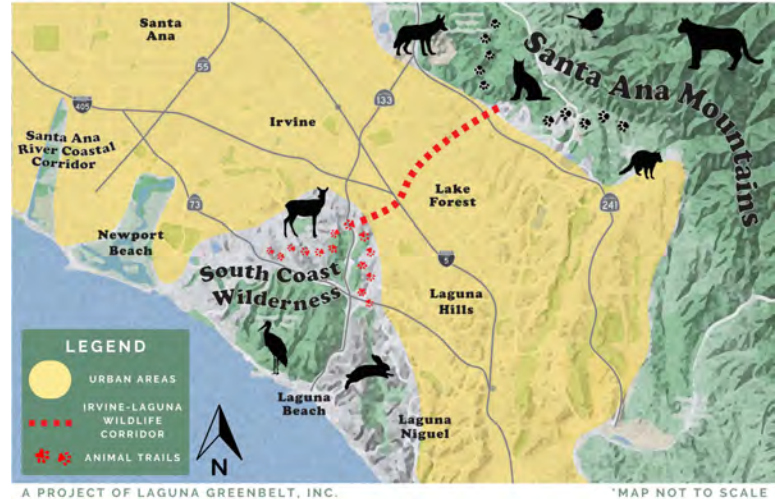 Santa
Ana
55
405
133
Irvine
Santa Ana
River Coastal
Corridor
Santa Ana Mountains
Lake
Forest
241
73
Newport
Beach
5
South Coast
Wilderness
Laguna
Hills
Laguna
Beach
Laguna
Niguel
LEGEND
URBAN AREAS
IRVINE-LAGUNA
WILDLIFE
CORRIDOR
ANIMAL TRAILS
N
A PROJECT OF LAGUNA GREENBELT, INC.
*MAP NOT TO SCALE